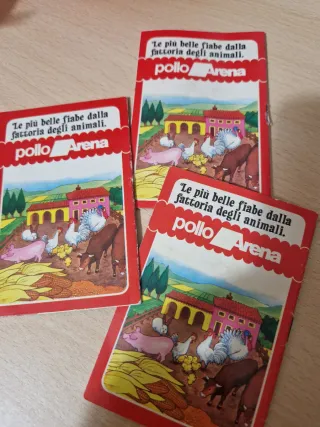 Le più belle fiabe dalla
fattoria degli animali.
pollo Arena
Le più belle fiabe dalla
fattoria degli animali.
pollo Arena
Le più belle fiabe dalla
fattoria degli animali.
pollo Arena